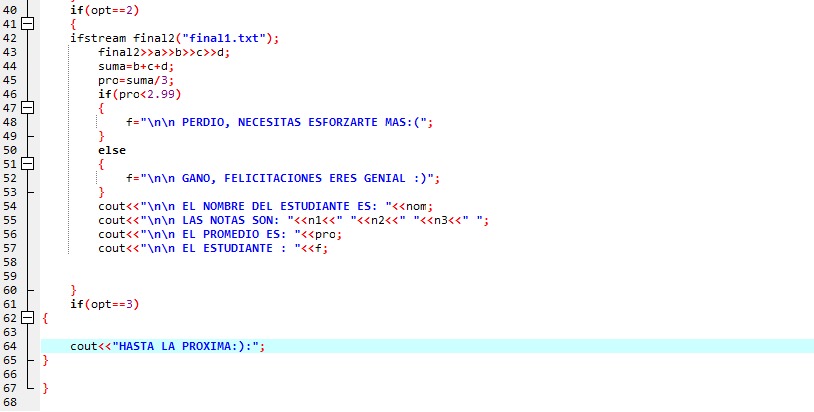 40 if(opt==2)
41 {
42 ifstream final2("final1.txt");
43 final2>>a>>b>>c>>d;
44 suma=b+c+d;
45 pro=suma/3;
46 if(pro<2.99)
47 {
48 f="\n\n PERDIO, NECESITAS ESFORZARTE MAS:(";
49 }
50 else
51 {
52 f="\n\n GANO, FELICITACIONES ERES GENIAL :)";
53 }
54 cout<<"\n\n EL NOMBRE DEL ESTUDIANTE ES: "<<nom;
55 cout<<"\n\n LAS NOTAS SON: "<<n1<<" "<<n2<<" "<<n3<<" ";
56 cout<<"\n\n EL PROMEDIO ES: "<<pro;
57 cout<<"\n\n EL ESTUDIANTE : "<<f;
58
59
60 }
61 if(opt==3)
62 {
63
64 cout<<"HASTA LA PROXIMA:):";
65 }
66
67 }
68